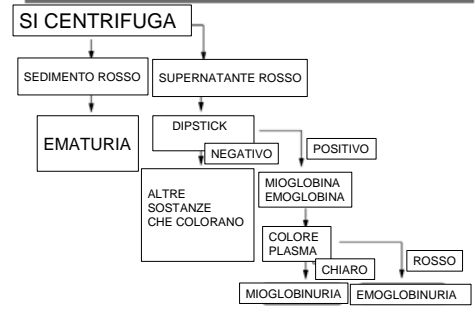 SI CENTRIFUGA
SEDIMENTO ROSSO
SUPERNATANTE ROSSO
EMATURIA
DIPSTICK
NEGATIVO
POSITIVO
ALTRE
SOSTANZE
CHE COLORANO
MIOGLOBINA
EMOGLOBINA
COLORE
PLASMA
CHIARO
ROSSO
MIOGLOBINURIA
EMOGLOBINURIA